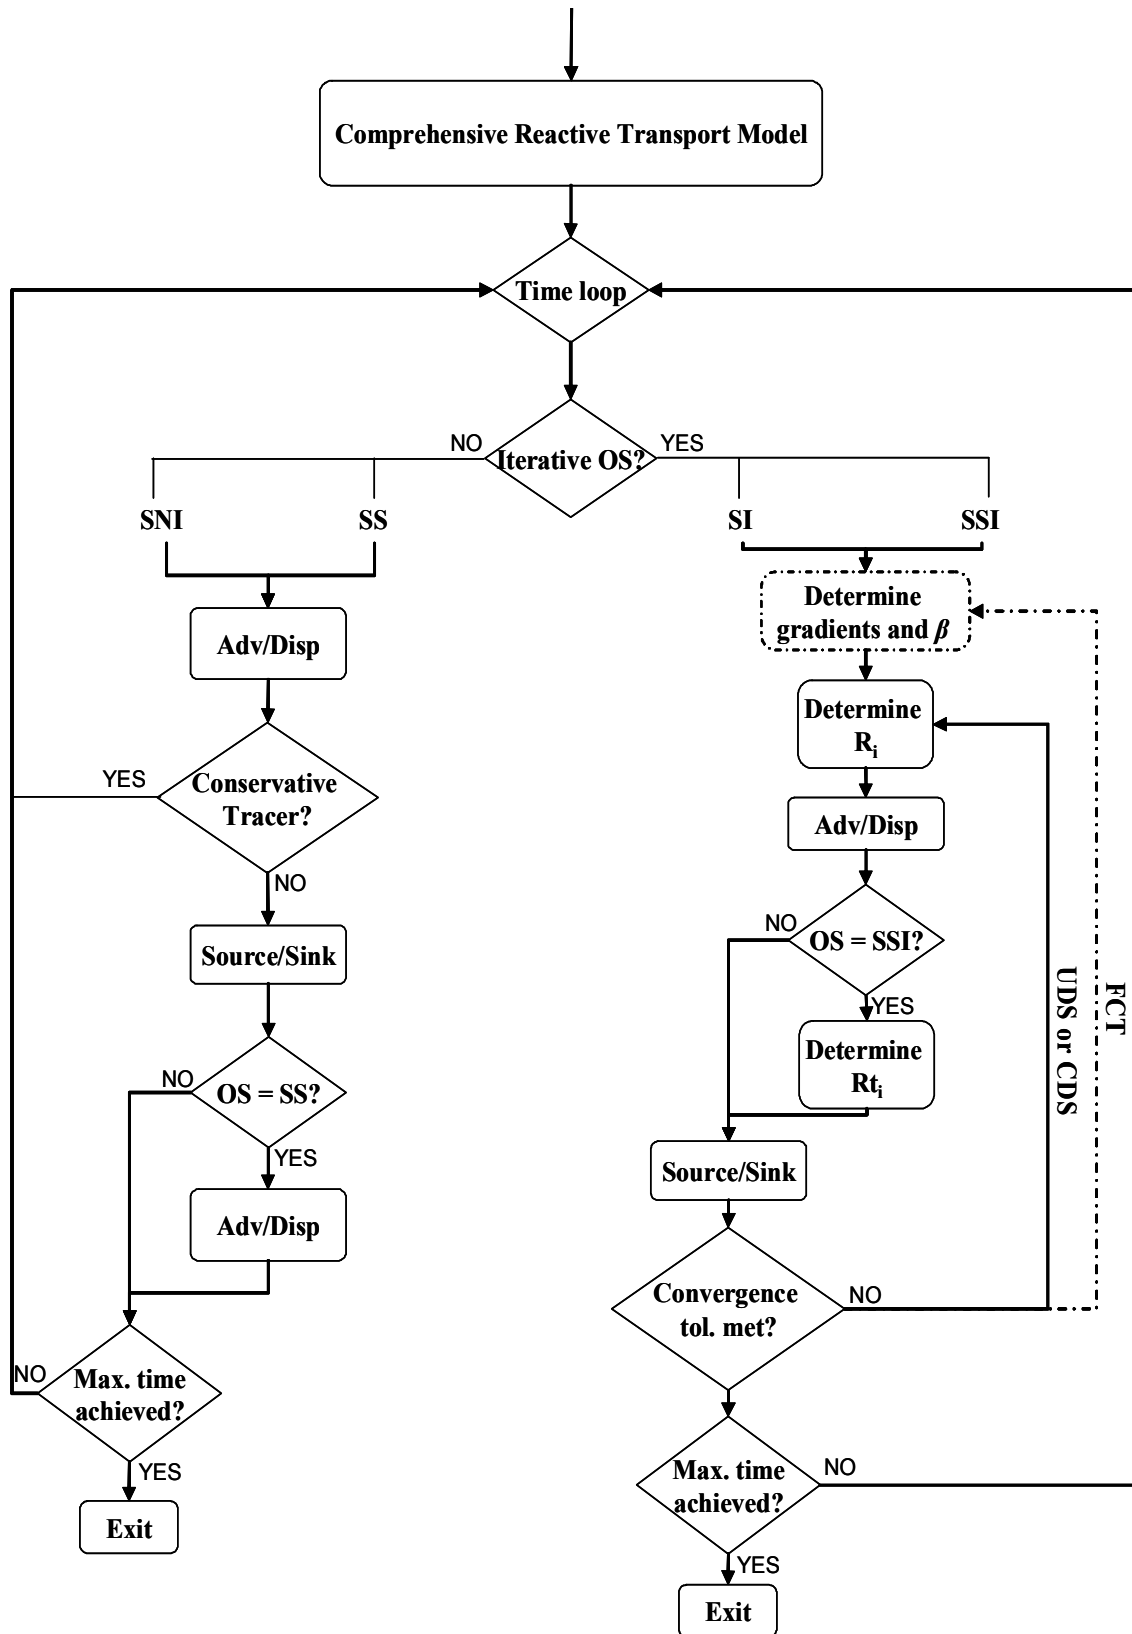 Comprehensive Reactive Transport Model
Time loop
NO
Iterative OS?
YES
SNI
SS
SI
SSI
Adv/Disp
YES
Conservative
Tracer?
NO
Source/Sink
NO
OS = SS?
YES
Adv/Disp
NO
Max. time
achieved?
YES
Exit
Determine
gradients and β
Determine
Rᵢ
Adv/Disp
NO
OS = SSI?
YES
Determine
Rtᵢ
Source/Sink
Convergence
tol. met?
NO
UDS or CDS
FCT
Max. time
achieved?
NO
YES
Exit